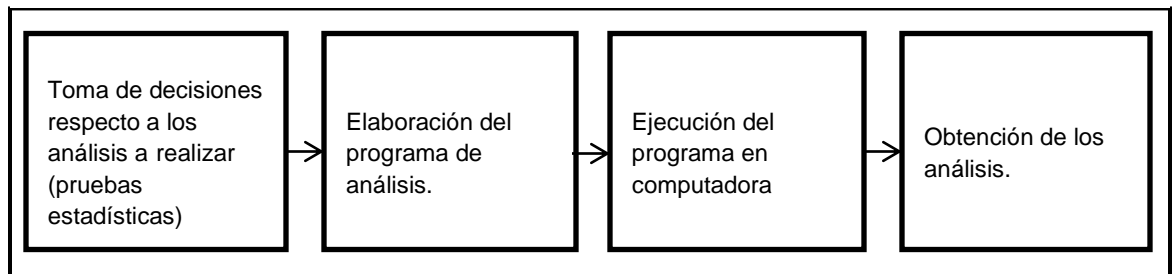 Toma de decisiones
respecto a los
análisis a realizar
(pruebas
estadísticas)
Elaboración del
programa de
análisis.
Ejecución del
programa en
computadora
Obtención de los
análisis.